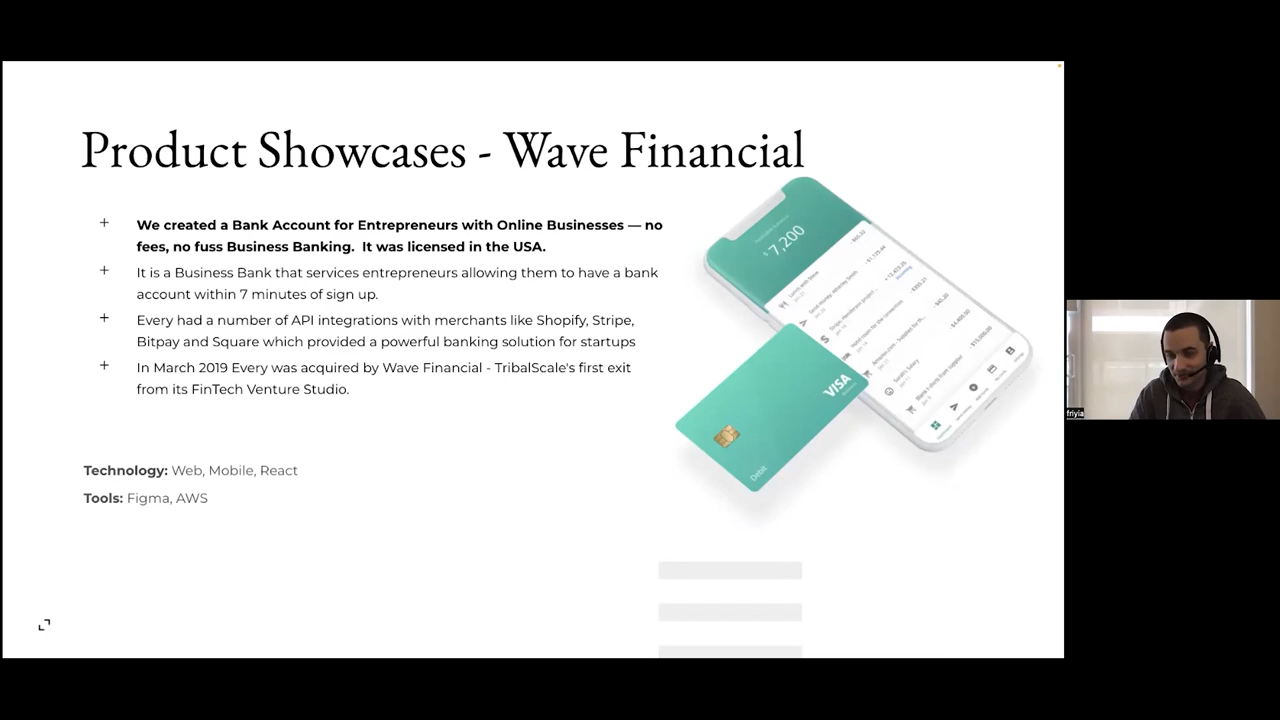 Product Showcases - Wave Financial
+ We created a Bank Account for Entrepreneurs with Online Businesses — no
fees, no fuss Business Banking. It was licensed in the USA.
+ It is a Business Bank that services entrepreneurs allowing them to have a bank
account within 7 minutes of sign up.
+ Every had a number of API integrations with merchants like Shopify, Stripe,
Bitpay and Square which provided a powerful banking solution for startups
+ In March 2019 Every was acquired by Wave Financial - TribalScale's first exit
from its FinTech Venture Studio.
Technology: Web, Mobile, React
Tools: Figma, AWS
$7,200
VISA
Debit
friyia